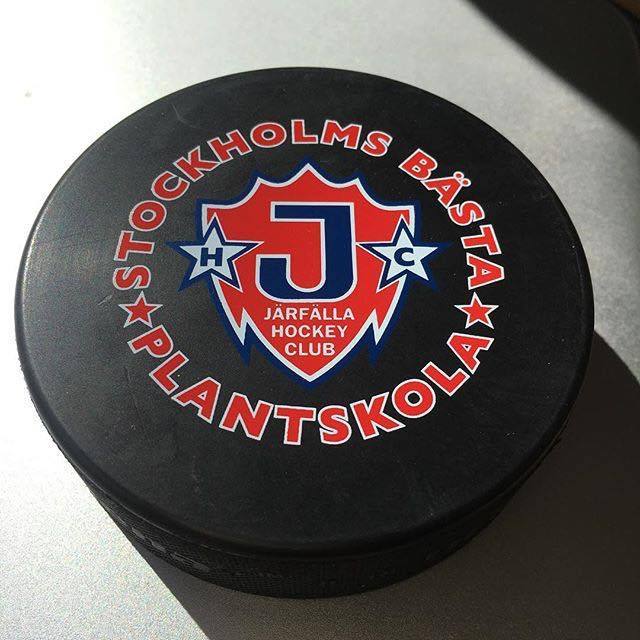 STOCKHOLMS BÄSTA
H J C
JÄRFÄLLA
HOCKEY
CLUB
PLANTSKOLA